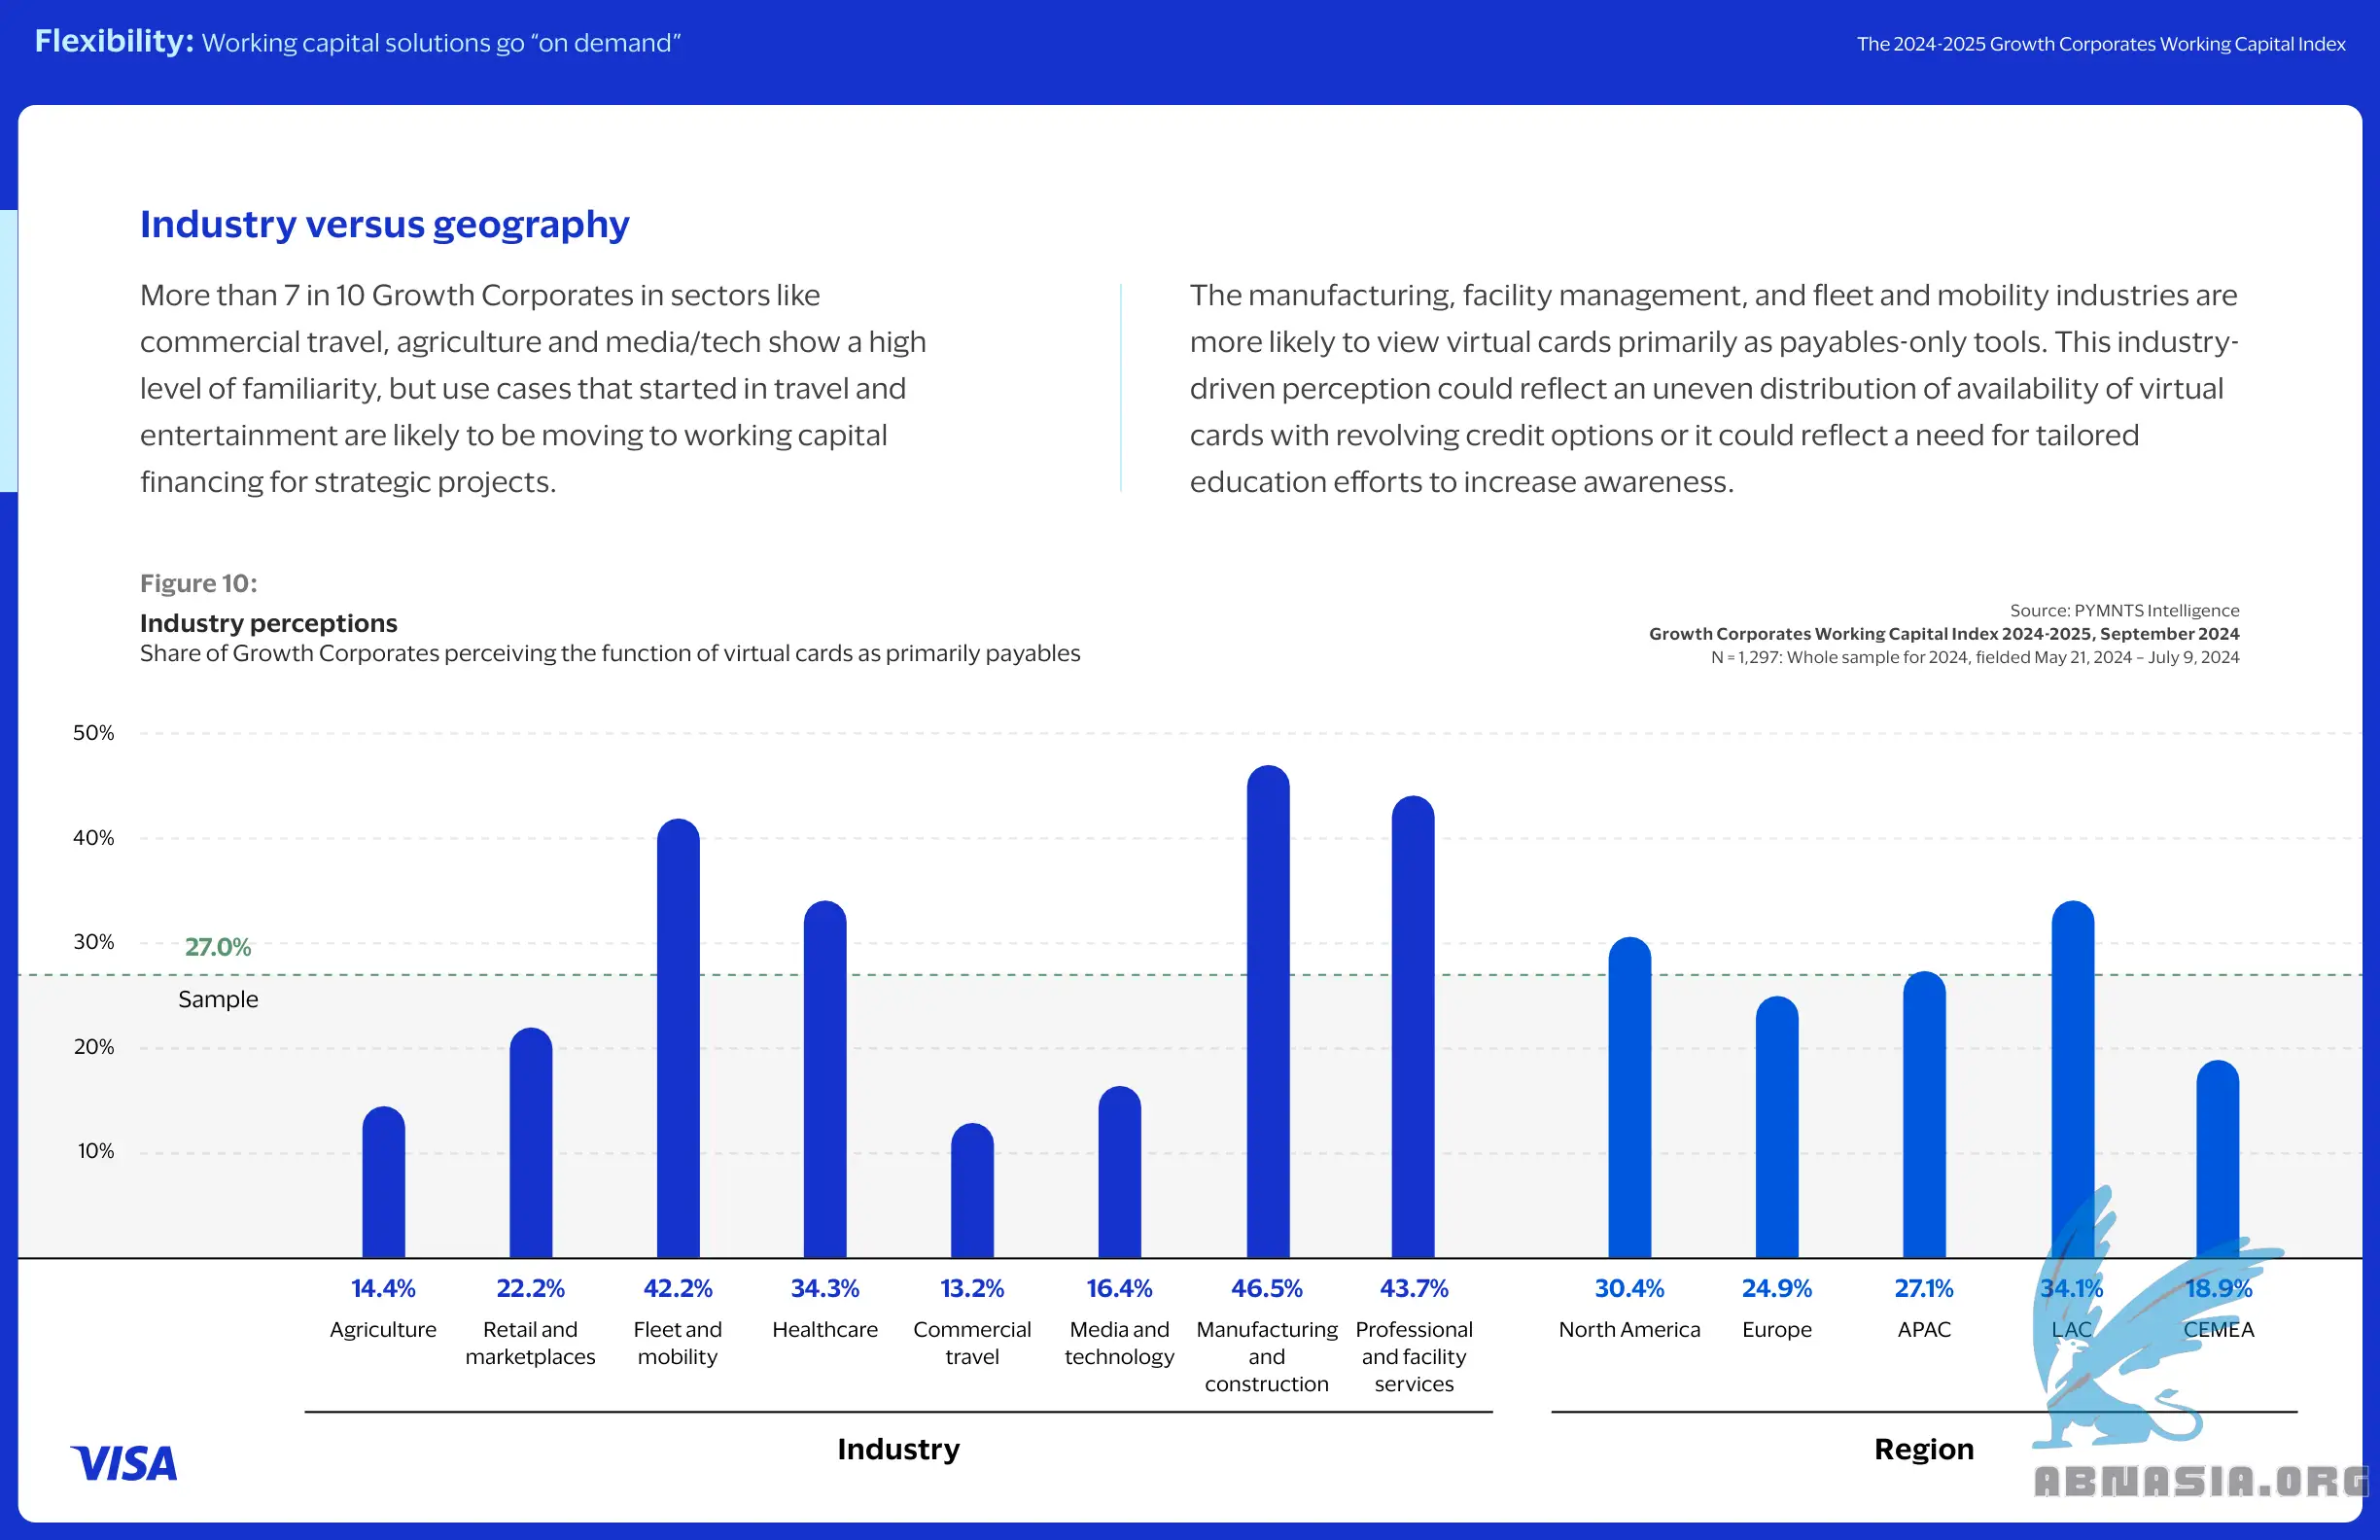 Flexibility: Working capital solutions go “on demand”
The 2024-2025 Growth Corporates Working Capital Index
Industry versus geography
More than 7 in 10 Growth Corporates in sectors like
commercial travel, agriculture and media/tech show a high
level of familiarity, but use cases that started in travel and
entertainment are likely to be moving to working capital
financing for strategic projects.
The manufacturing, facility management, and fleet and mobility industries are
more likely to view virtual cards primarily as payables-only tools. This industry-
driven perception could reflect an uneven distribution of availability of virtual
cards with revolving credit options or it could reflect a need for tailored
education efforts to increase awareness.
Figure 10:
Industry perceptions
Share of Growth Corporates perceiving the function of virtual cards as primarily payables
Source: PYMNTS Intelligence
Growth Corporates Working Capital Index 2024-2025, September 2024
N = 1,297: Whole sample for 2024, fielded May 21, 2024 – July 9, 2024
50%
40%
30%
27.0%
Sample
20%
10%
14.4% 22.2% 42.2% 34.3% 13.2% 16.4% 46.5% 43.7% 30.4% 24.9% 27.1% 34.1% 18.9%
Agriculture
Retail and
marketplaces
Fleet and
mobility
Healthcare
Commercial
travel
Media and
technology
Manufacturing
and
construction
Professional
and facility
services
North America
Europe
APAC
LAC
CEMEA
Industry
Region
VISA
ABNASIA.ORG